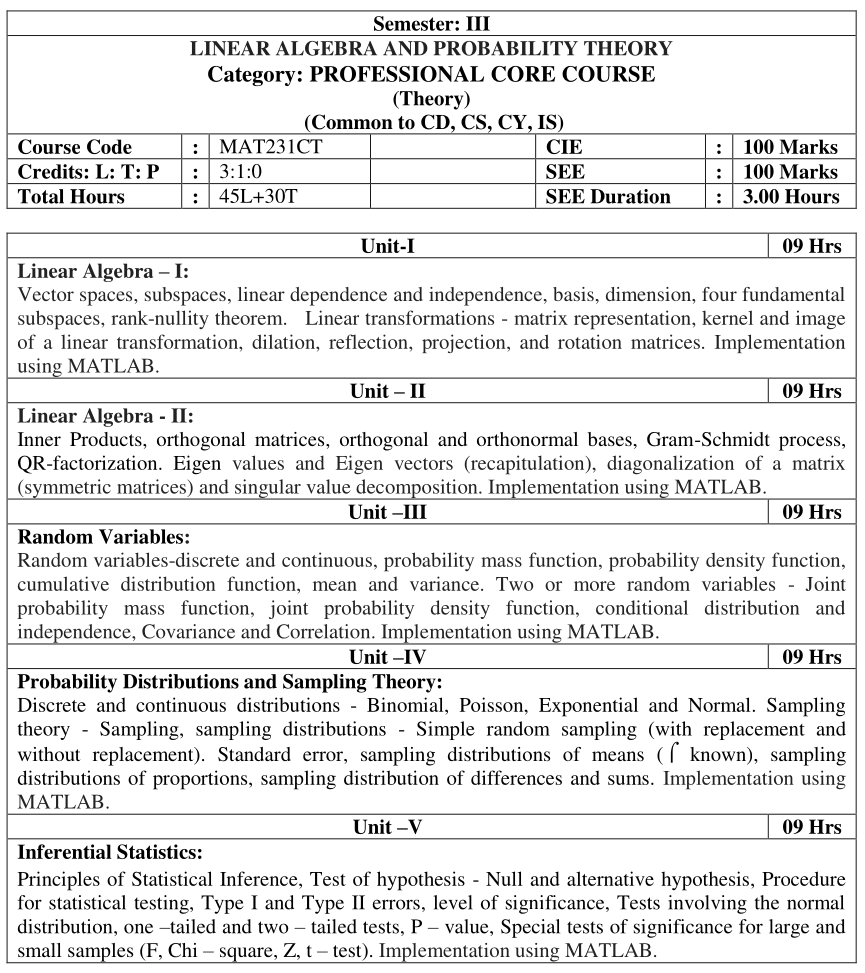 Semester: III
LINEAR ALGEBRA AND PROBABILITY THEORY
Category: PROFESSIONAL CORE COURSE
(Theory)
(Common to CD, CS, CY, IS)
Course Code : MAT231CT CIE : 100 Marks
Credits: L: T: P : 3:1:0 SEE : 100 Marks
Total Hours : 45L+30T SEE Duration : 3.00 Hours
Unit-I 09 Hrs
Linear Algebra – I:
Vector spaces, subspaces, linear dependence and independence, basis, dimension, four fundamental
subspaces, rank-nullity theorem. Linear transformations - matrix representation, kernel and image
of a linear transformation, dilation, reflection, projection, and rotation matrices. Implementation
using MATLAB.
Unit – II 09 Hrs
Linear Algebra - II:
Inner Products, orthogonal matrices, orthogonal and orthonormal bases, Gram-Schmidt process,
QR-factorization. Eigen values and Eigen vectors (recapitulation), diagonalization of a matrix
(symmetric matrices) and singular value decomposition. Implementation using MATLAB.
Unit –III 09 Hrs
Random Variables:
Random variables-discrete and continuous, probability mass function, probability density function,
cumulative distribution function, mean and variance. Two or more random variables - Joint
probability mass function, joint probability density function, conditional distribution and
independence, Covariance and Correlation. Implementation using MATLAB.
Unit –IV 09 Hrs
Probability Distributions and Sampling Theory:
Discrete and continuous distributions - Binomial, Poisson, Exponential and Normal. Sampling
theory - Sampling, sampling distributions - Simple random sampling (with replacement and
without replacement). Standard error, sampling distributions of means (⌠ known), sampling
distributions of proportions, sampling distribution of differences and sums. Implementation using
MATLAB.
Unit –V 09 Hrs
Inferential Statistics:
Principles of Statistical Inference, Test of hypothesis - Null and alternative hypothesis, Procedure
for statistical testing, Type I and Type II errors, level of significance, Tests involving the normal
distribution, one –tailed and two – tailed tests, P – value, Special tests of significance for large and
small samples (F, Chi – square, Z, t – test). Implementation using MATLAB.